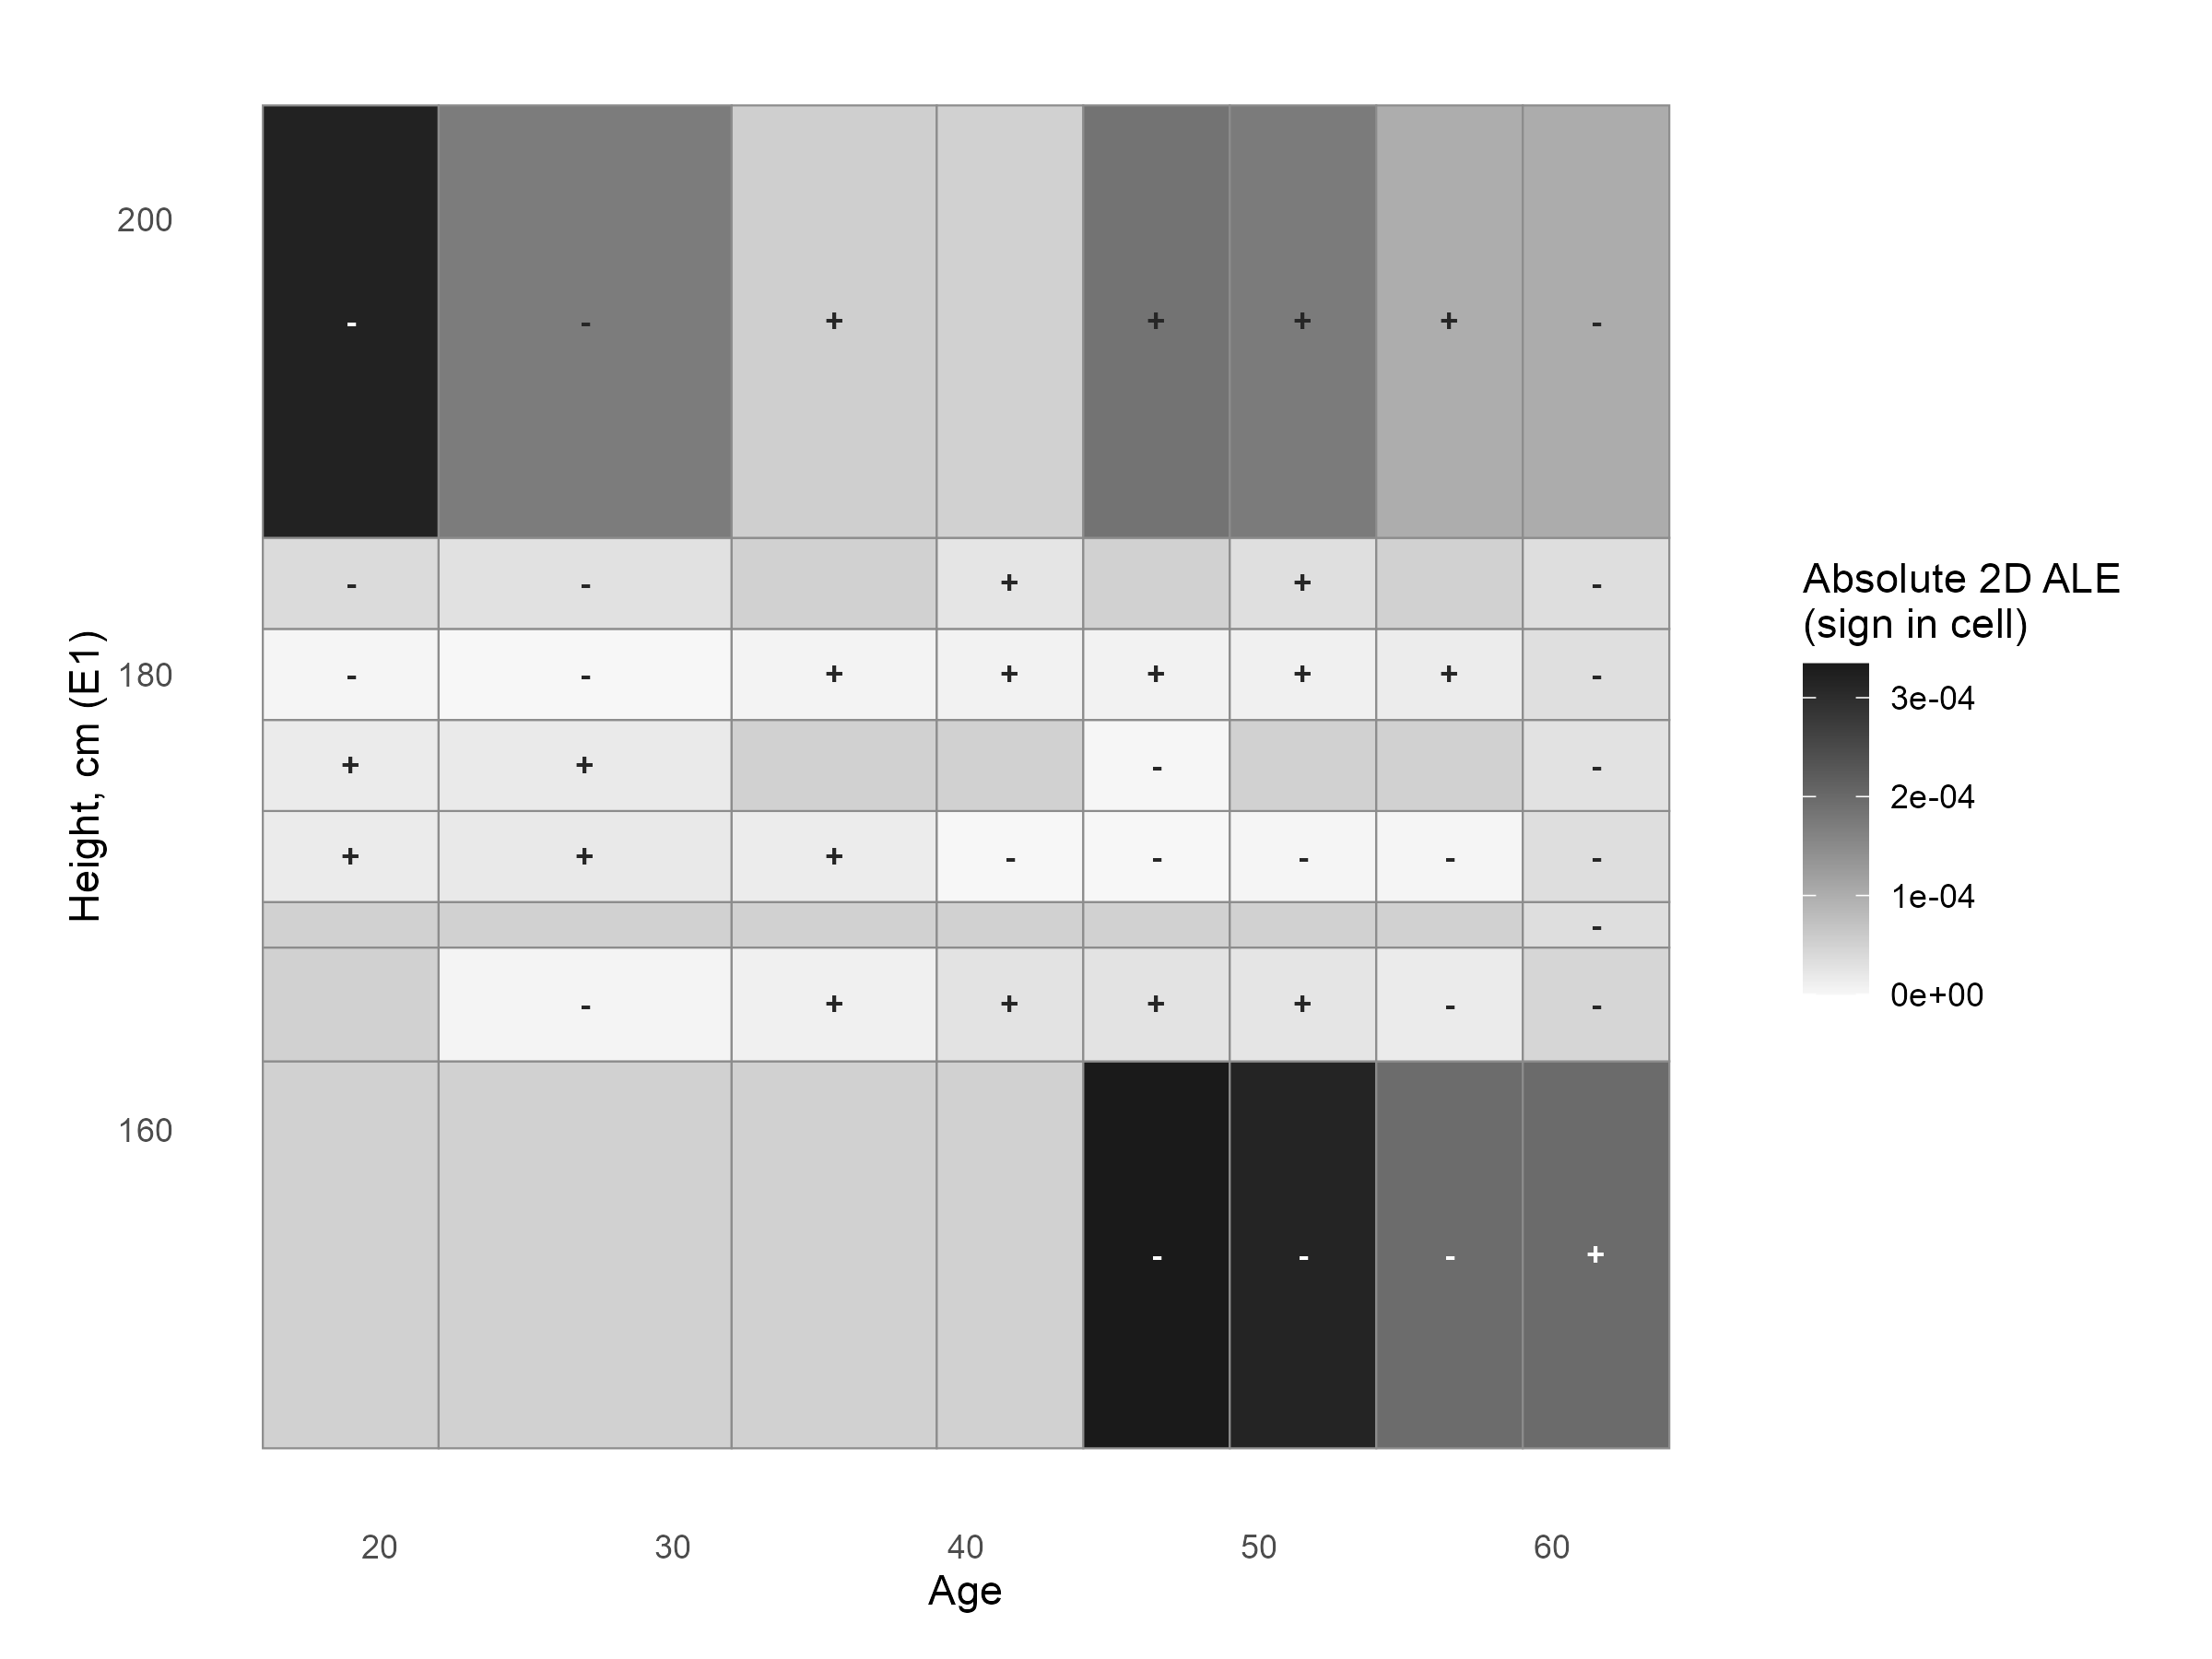 200
180
160
Height, cm (E1)
- - + + + + -
- - + + -
- - + + + + + -
+ + - -
+ + + - - - - -
-
- + + + + - -
- - - +
20 30 40 50 60
Age
Absolute 2D ALE
(sign in cell)
3e-04
2e-04
1e-04
0e+00